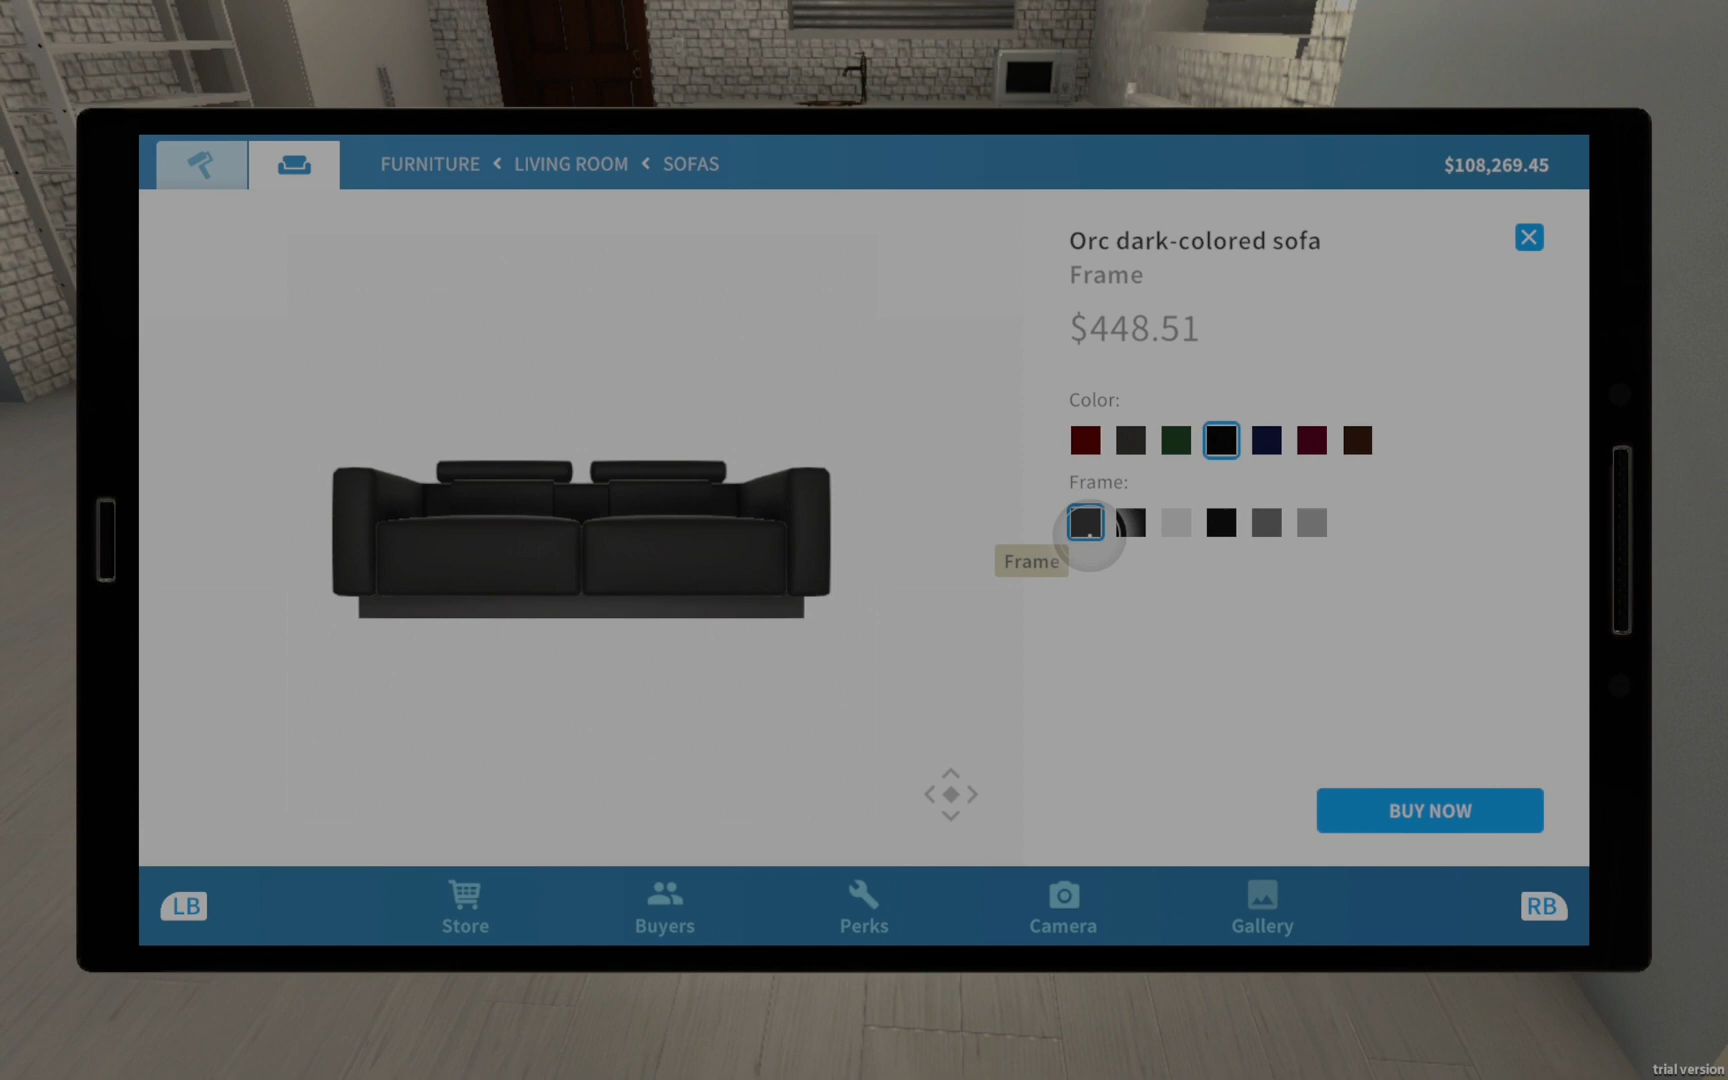 FURNITURE < LIVING ROOM < SOFAS
$108,269.45
Orc dark-colored sofa
Frame
$448.51
Color:
Frame:
Frame
BUY NOW
LB
Store
Buyers
Perks
Camera
Gallery
RB
trial version